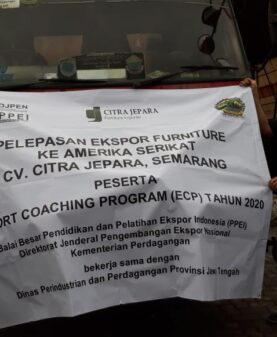 DJPEN
PPEI
CITRA JEPARA
PELEPASAN EKSPOR FURNITURE
KE AMERIKA SERIKAT
CV. CITRA JEPARA, SEMARANG
PESERTA
ORT COACHING PROGRAM (ECP) TAHUN 2020
Balai Besar Pendidikan dan Pelatihan Ekspor Indonesia (PPEI)
Direktorat Jenderal Pengembangan Ekspor Nasional
Kementerian Perdagangan
bekerja sama dengan
Dinas Perindustrian dan Perdagangan Provinsi Jawa Tengah